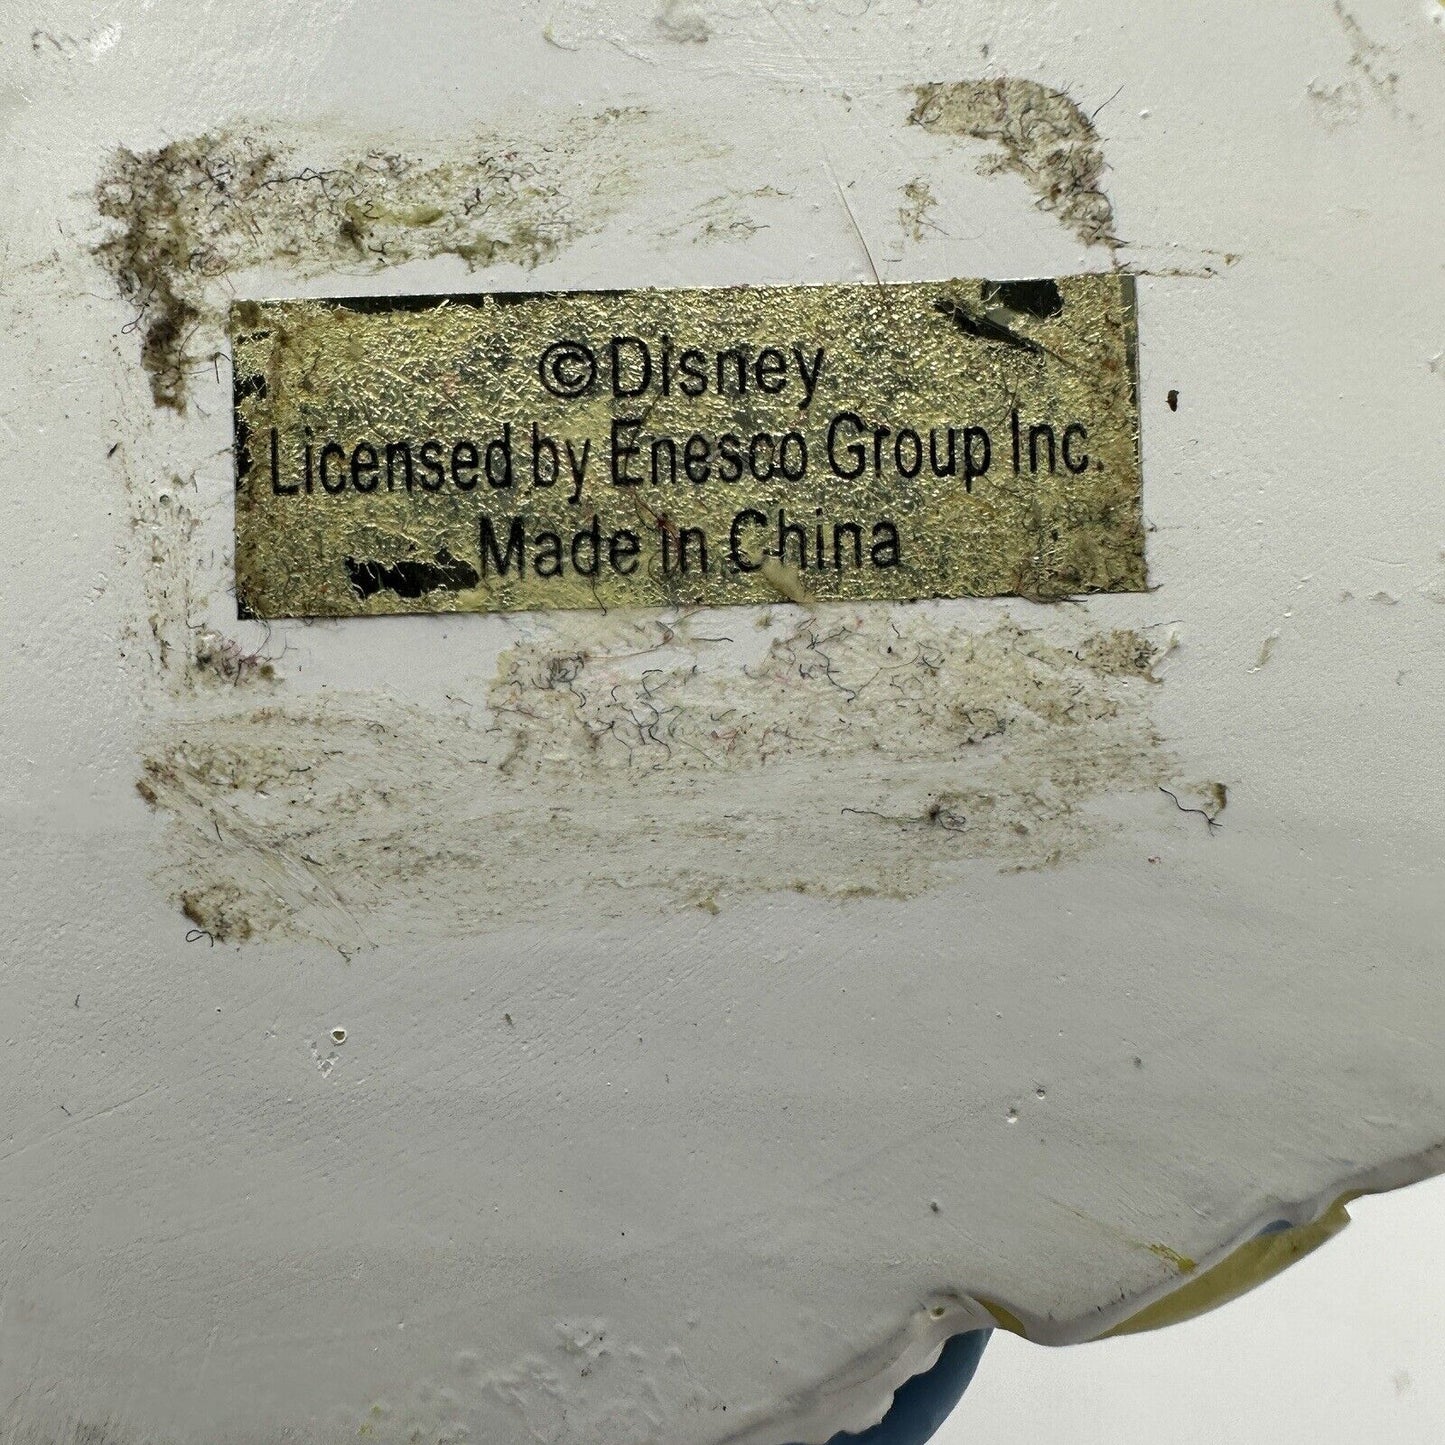 ©Disney
Licensed by Enesco Group Inc.
Made in China